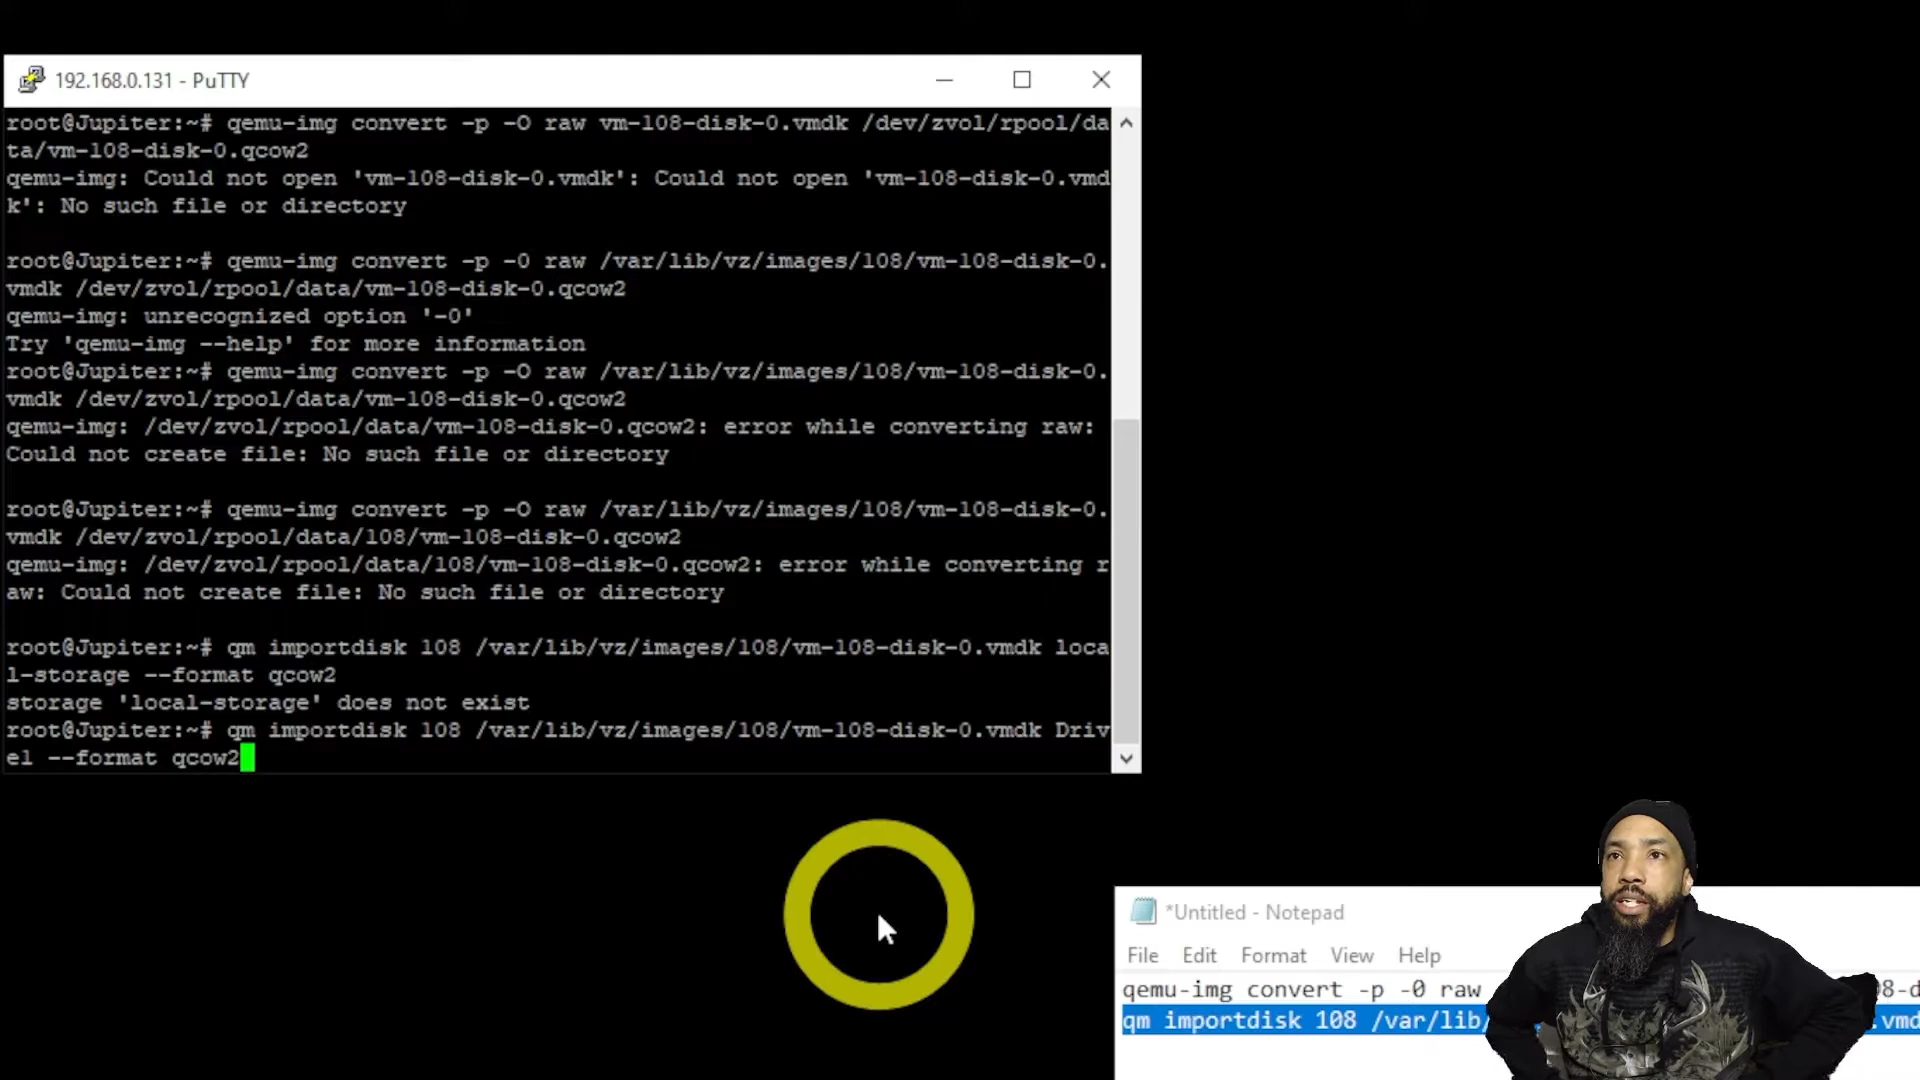 192.168.0.131 - PuTTY
root@Jupiter:~# qemu-img convert -p -O raw vm-108-disk-0.vmdk /dev/zvol/rpool/da
ta/vm-108-disk-0.qcow2
qemu-img: Could not open 'vm-108-disk-0.vmdk': Could not open 'vm-108-disk-0.vmd
k': No such file or directory
root@Jupiter:~# qemu-img convert -p -0 raw /var/lib/vz/images/108/vm-108-disk-0.
vmdk /dev/zvol/rpool/data/vm-108-disk-0.qcow2
qemu-img: unrecognized option '-0'
Try 'qemu-img --help' for more information
root@Jupiter:~# qemu-img convert -p -O raw /var/lib/vz/images/108/vm-108-disk-0.
vmdk /dev/zvol/rpool/data/vm-108-disk-0.qcow2
qemu-img: /dev/zvol/rpool/data/vm-108-disk-0.qcow2: error while converting raw:
Could not create file: No such file or directory
root@Jupiter:~# qemu-img convert -p -O raw /var/lib/vz/images/108/vm-108-disk-0.
vmdk /dev/zvol/rpool/data/108/vm-108-disk-0.qcow2
qemu-img: /dev/zvol/rpool/data/108/vm-108-disk-0.qcow2: error while converting r
aw: Could not create file: No such file or directory
root@Jupiter:~# qm importdisk 108 /var/lib/vz/images/108/vm-108-disk-0.vmdk loca
l-storage --format qcow2
storage 'local-storage' does not exist
root@Jupiter:~# qm importdisk 108 /var/lib/vz/images/108/vm-108-disk-0.vmdk Driv
e1 --format qcow2
*Untitled - Notepad
File Edit Format View Help
qemu-img convert -p -0 raw 08-d
qm importdisk 108 /var/lib/ .vmd